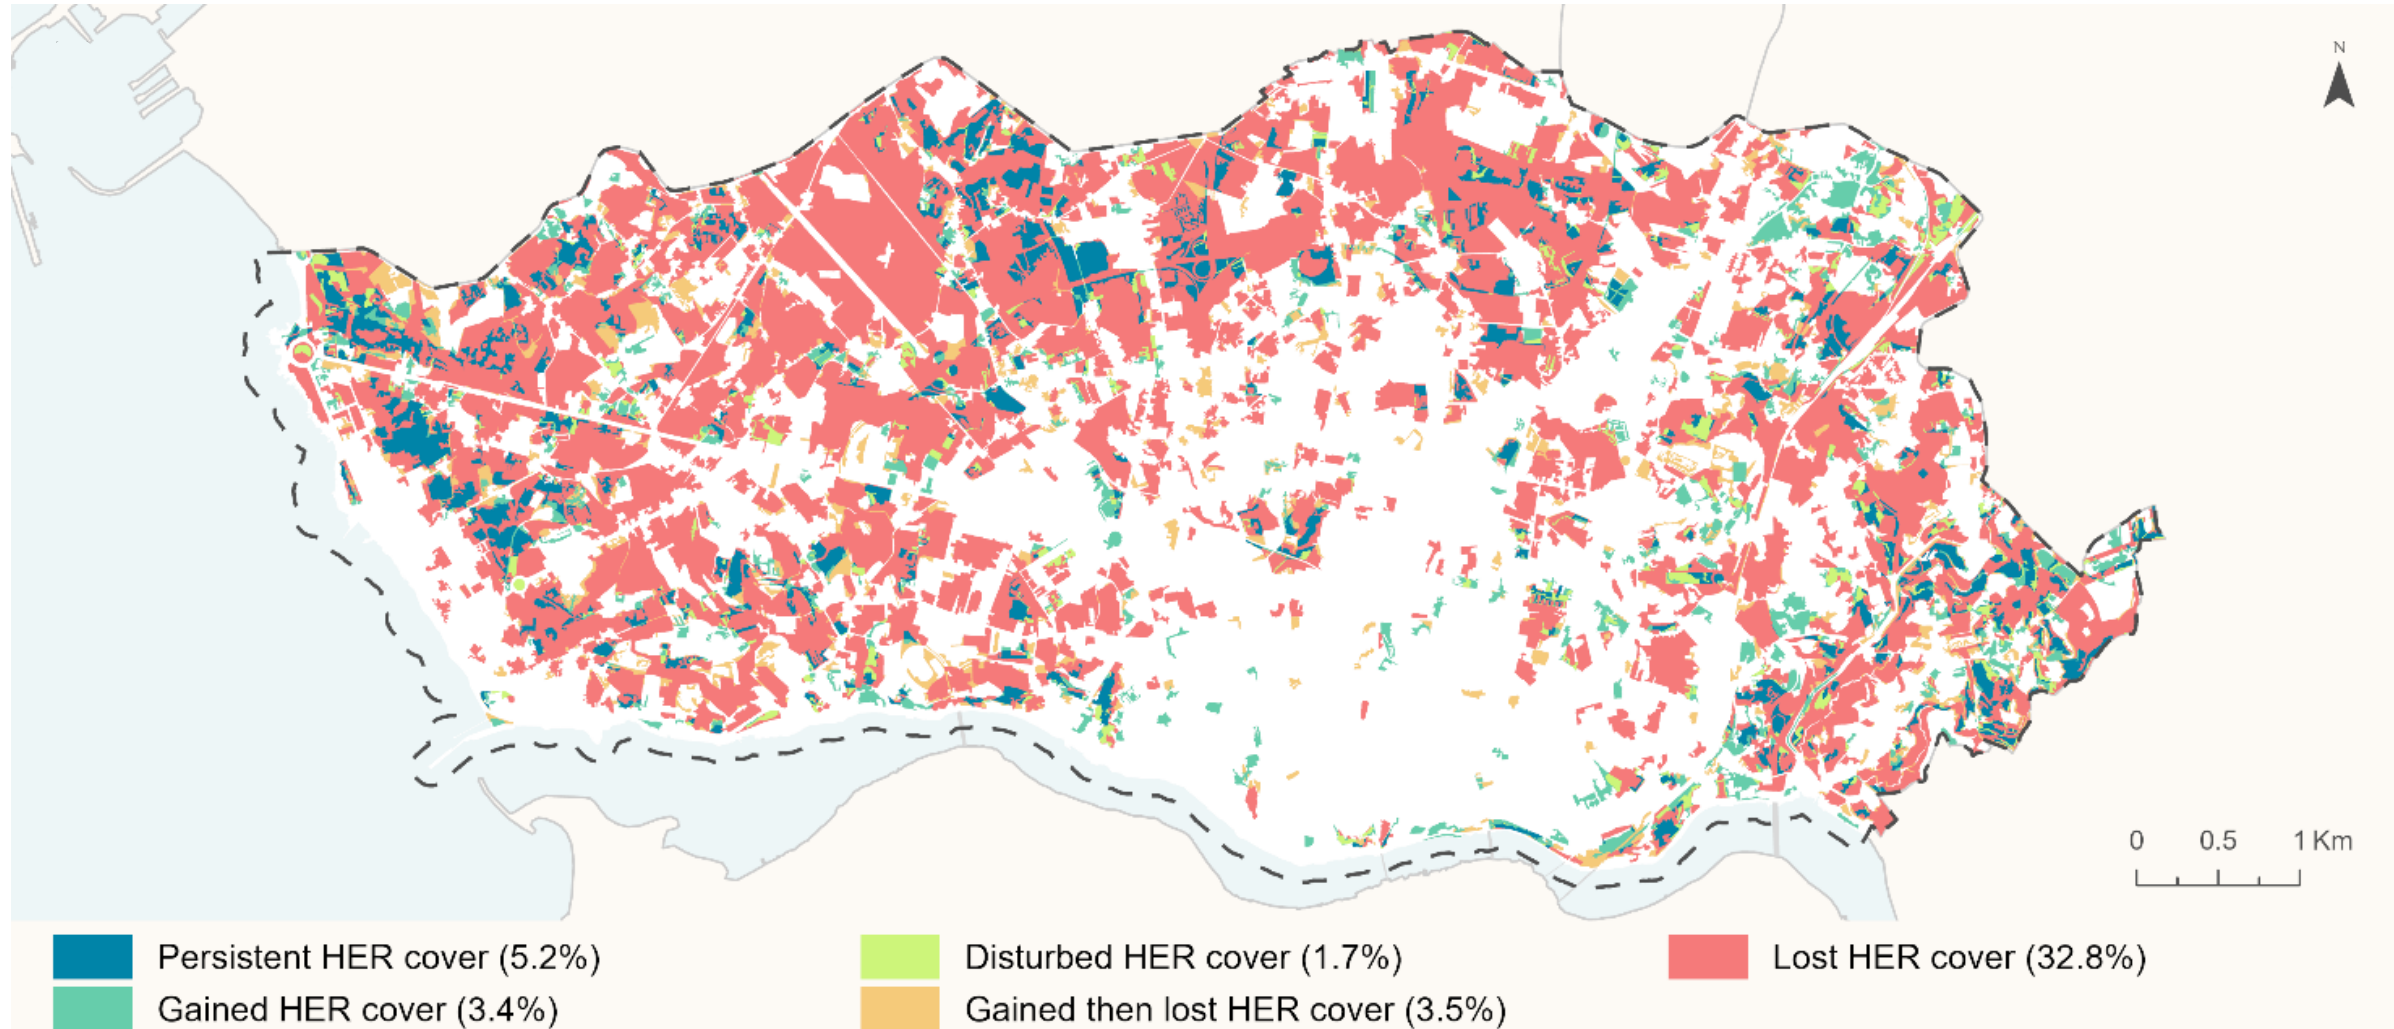 N
0 0.5 1 Km
Persistent HER cover (5.2%)
Disturbed HER cover (1.7%)
Lost HER cover (32.8%)
Gained HER cover (3.4%)
Gained then lost HER cover (3.5%)